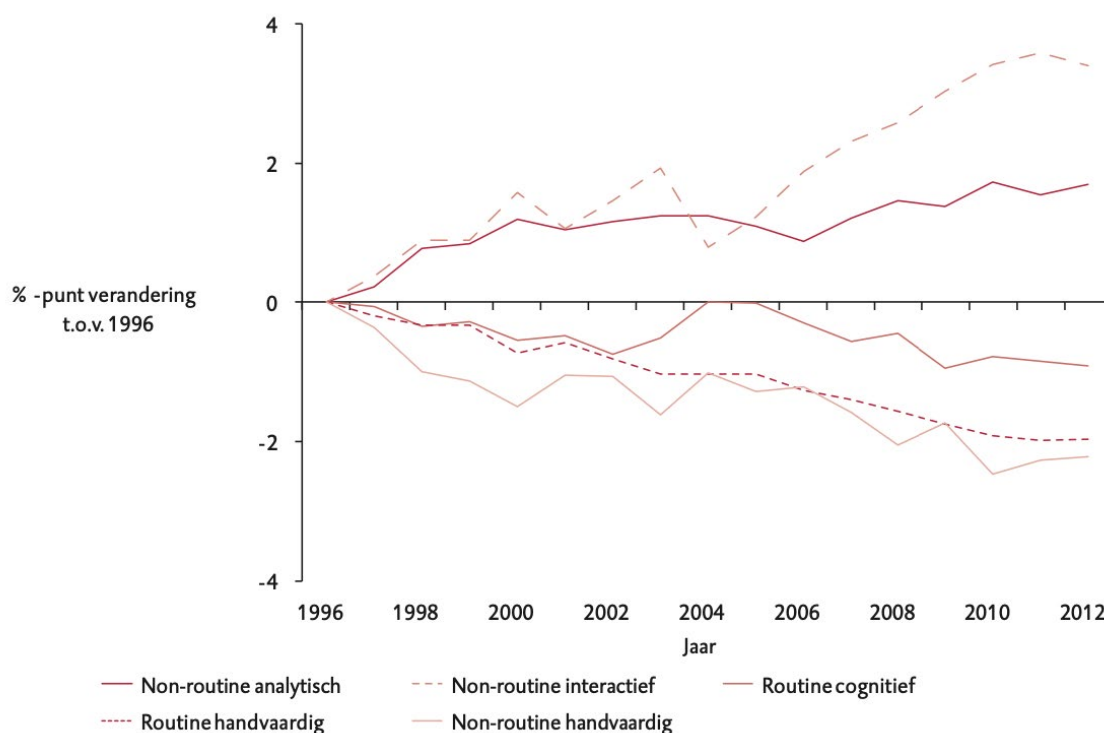 4
2
0
-2
-4
% -punt verandering
t.o.v. 1996
1996 1998 2000 2002 2004 2006 2008 2010 2012
Jaar
Non-routine analytisch Non-routine interactief Routine cognitief
Routine handvaardig Non-routine handvaardig